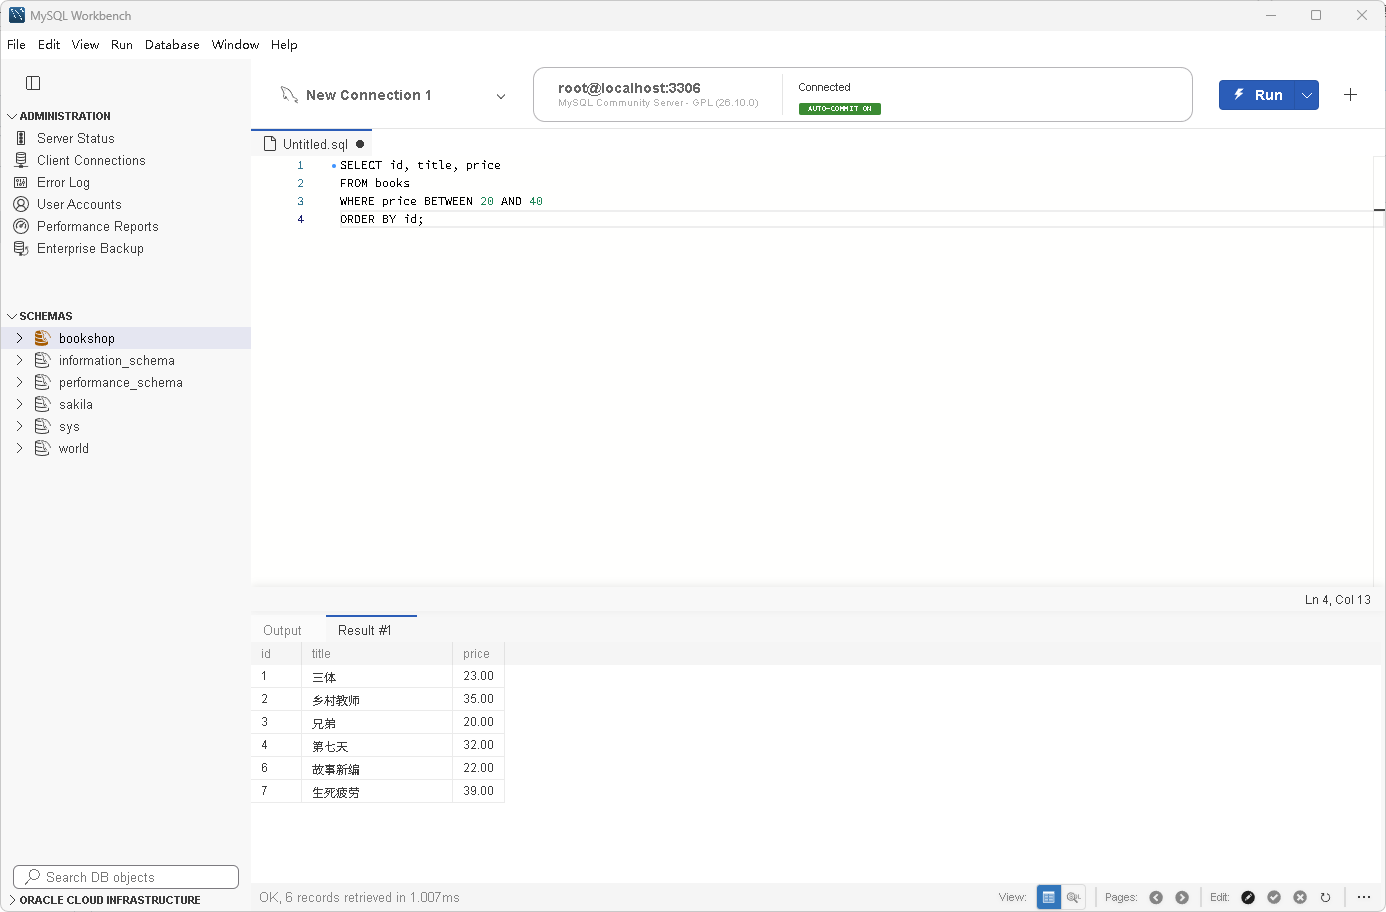 MySQL Workbench
File Edit View Run Database Window Help
New Connection 1
root@localhost:3306
MySQL Community Server - GPL (26.10.0)
Connected
AUTO-COMMIT ON
Run
ADMINISTRATION
Server Status
Client Connections
Error Log
User Accounts
Performance Reports
Enterprise Backup
SCHEMAS
bookshop
information_schema
performance_schema
sakila
sys
world
Search DB objects
ORACLE CLOUD INFRASTRUCTURE
Untitled.sql
1 SELECT id, title, price
2 FROM books
3 WHERE price BETWEEN 20 AND 40
4 ORDER BY id;
Ln 4, Col 13
Output Result #1
id title price
1 三体 23.00
2 乡村教师 35.00
3 兄弟 20.00
4 第七天 32.00
6 故事新编 22.00
7 生死疲劳 39.00
OK, 6 records retrieved in 1.007ms
View: Pages: Edit: